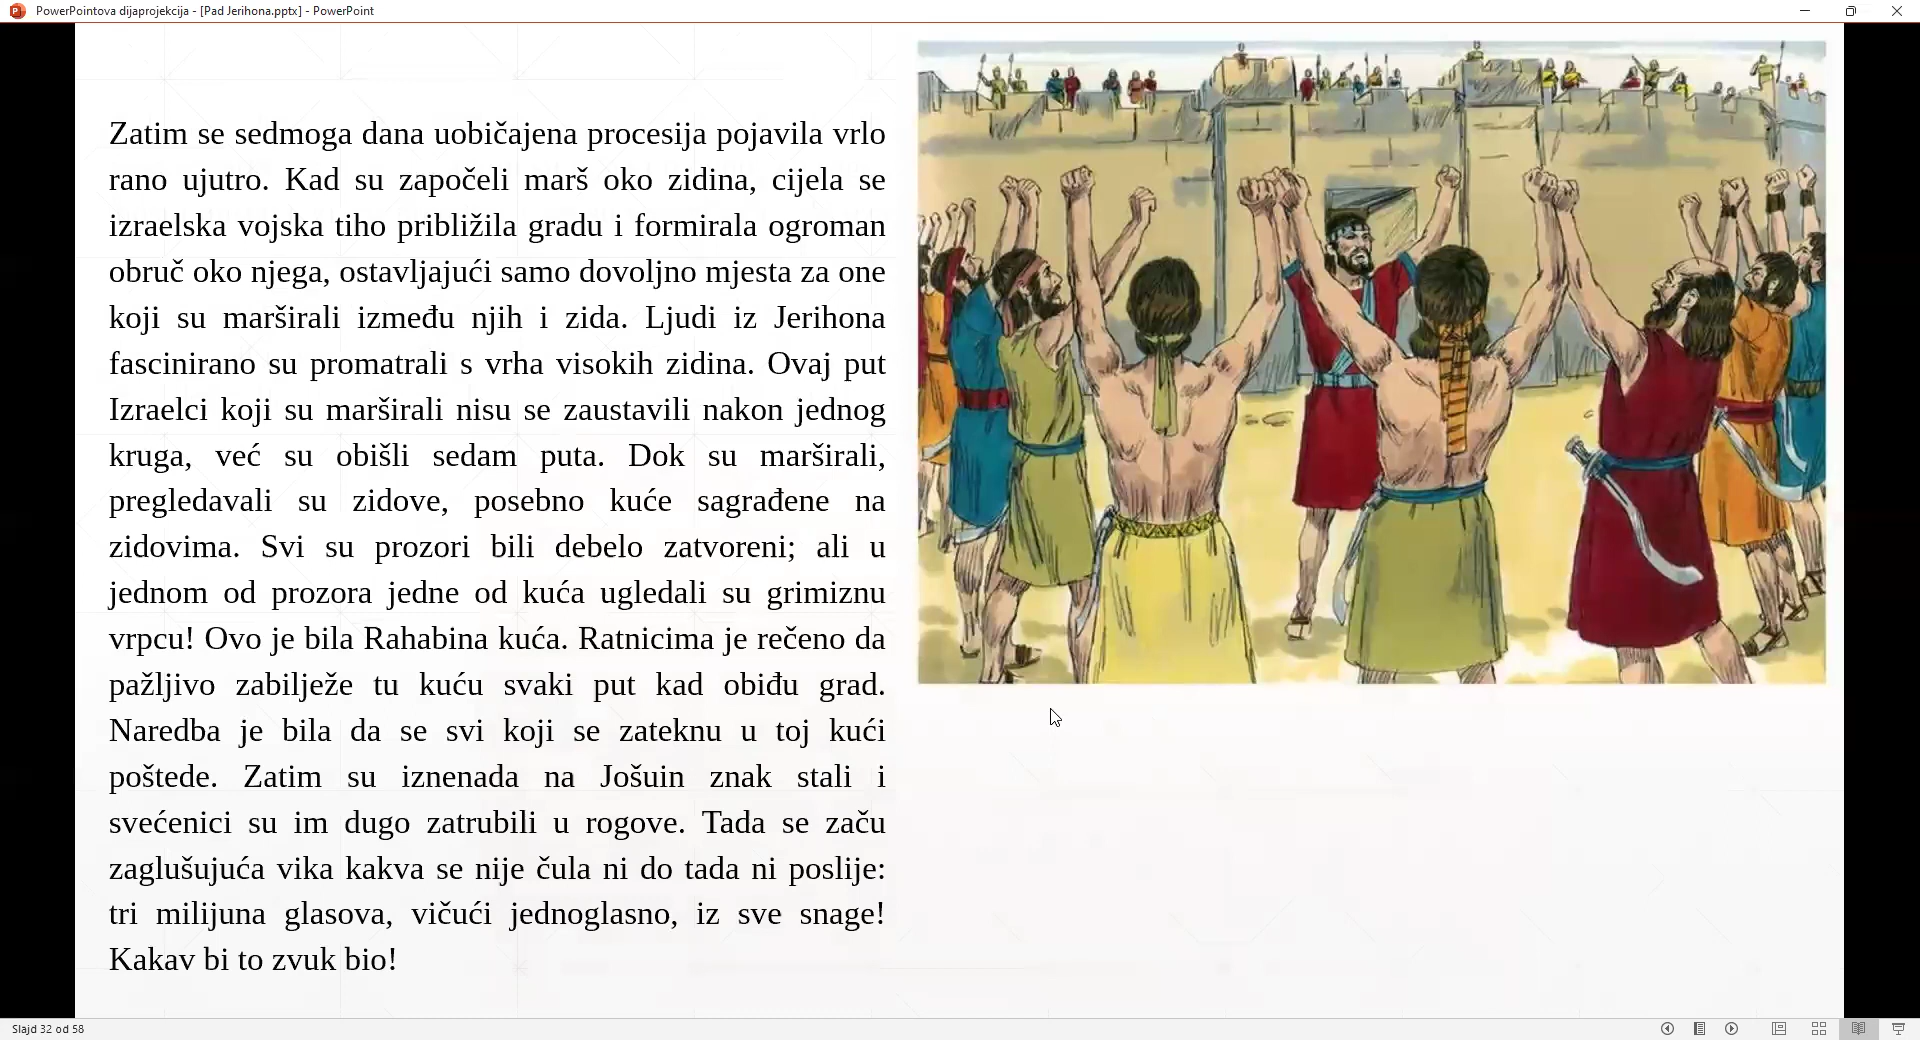 PowerPointova dijaprojekcija - [Pad Jerihona.pptx] - PowerPoint
Zatim se sedmoga dana uobičajena procesija pojavila vrlo
rano ujutro. Kad su započeli marš oko zidina, cijela se
izraelska vojska tiho približila gradu i formirala ogroman
obruč oko njega, ostavljajući samo dovoljno mjesta za one
koji su marširali između njih i zida. Ljudi iz Jerihona
fascinirano su promatrali s vrha visokih zidina. Ovaj put
Izraelci koji su marširali nisu se zaustavili nakon jednog
kruga, već su obišli sedam puta. Dok su marširali,
pregledavali su zidove, posebno kuće sagrađene na
zidovima. Svi su prozori bili debelo zatvoreni; ali u
jednom od prozora jedne od kuća ugledali su grimiznu
vrpcu! Ovo je bila Rahabina kuća. Ratnicima je rečeno da
pažljivo zabilježe tu kuću svaki put kad obiđu grad.
Naredba je bila da se svi koji se zateknu u toj kući
poštede. Zatim su iznenada na Jošuin znak stali i
svećenici su im dugo zatrubili u rogove. Tada se začu
zaglušujuća vika kakva se nije čula ni do tada ni poslije:
tri milijuna glasova, vičući jednoglasno, iz sve snage!
Kakav bi to zvuk bio!
Slajd 32 od 58